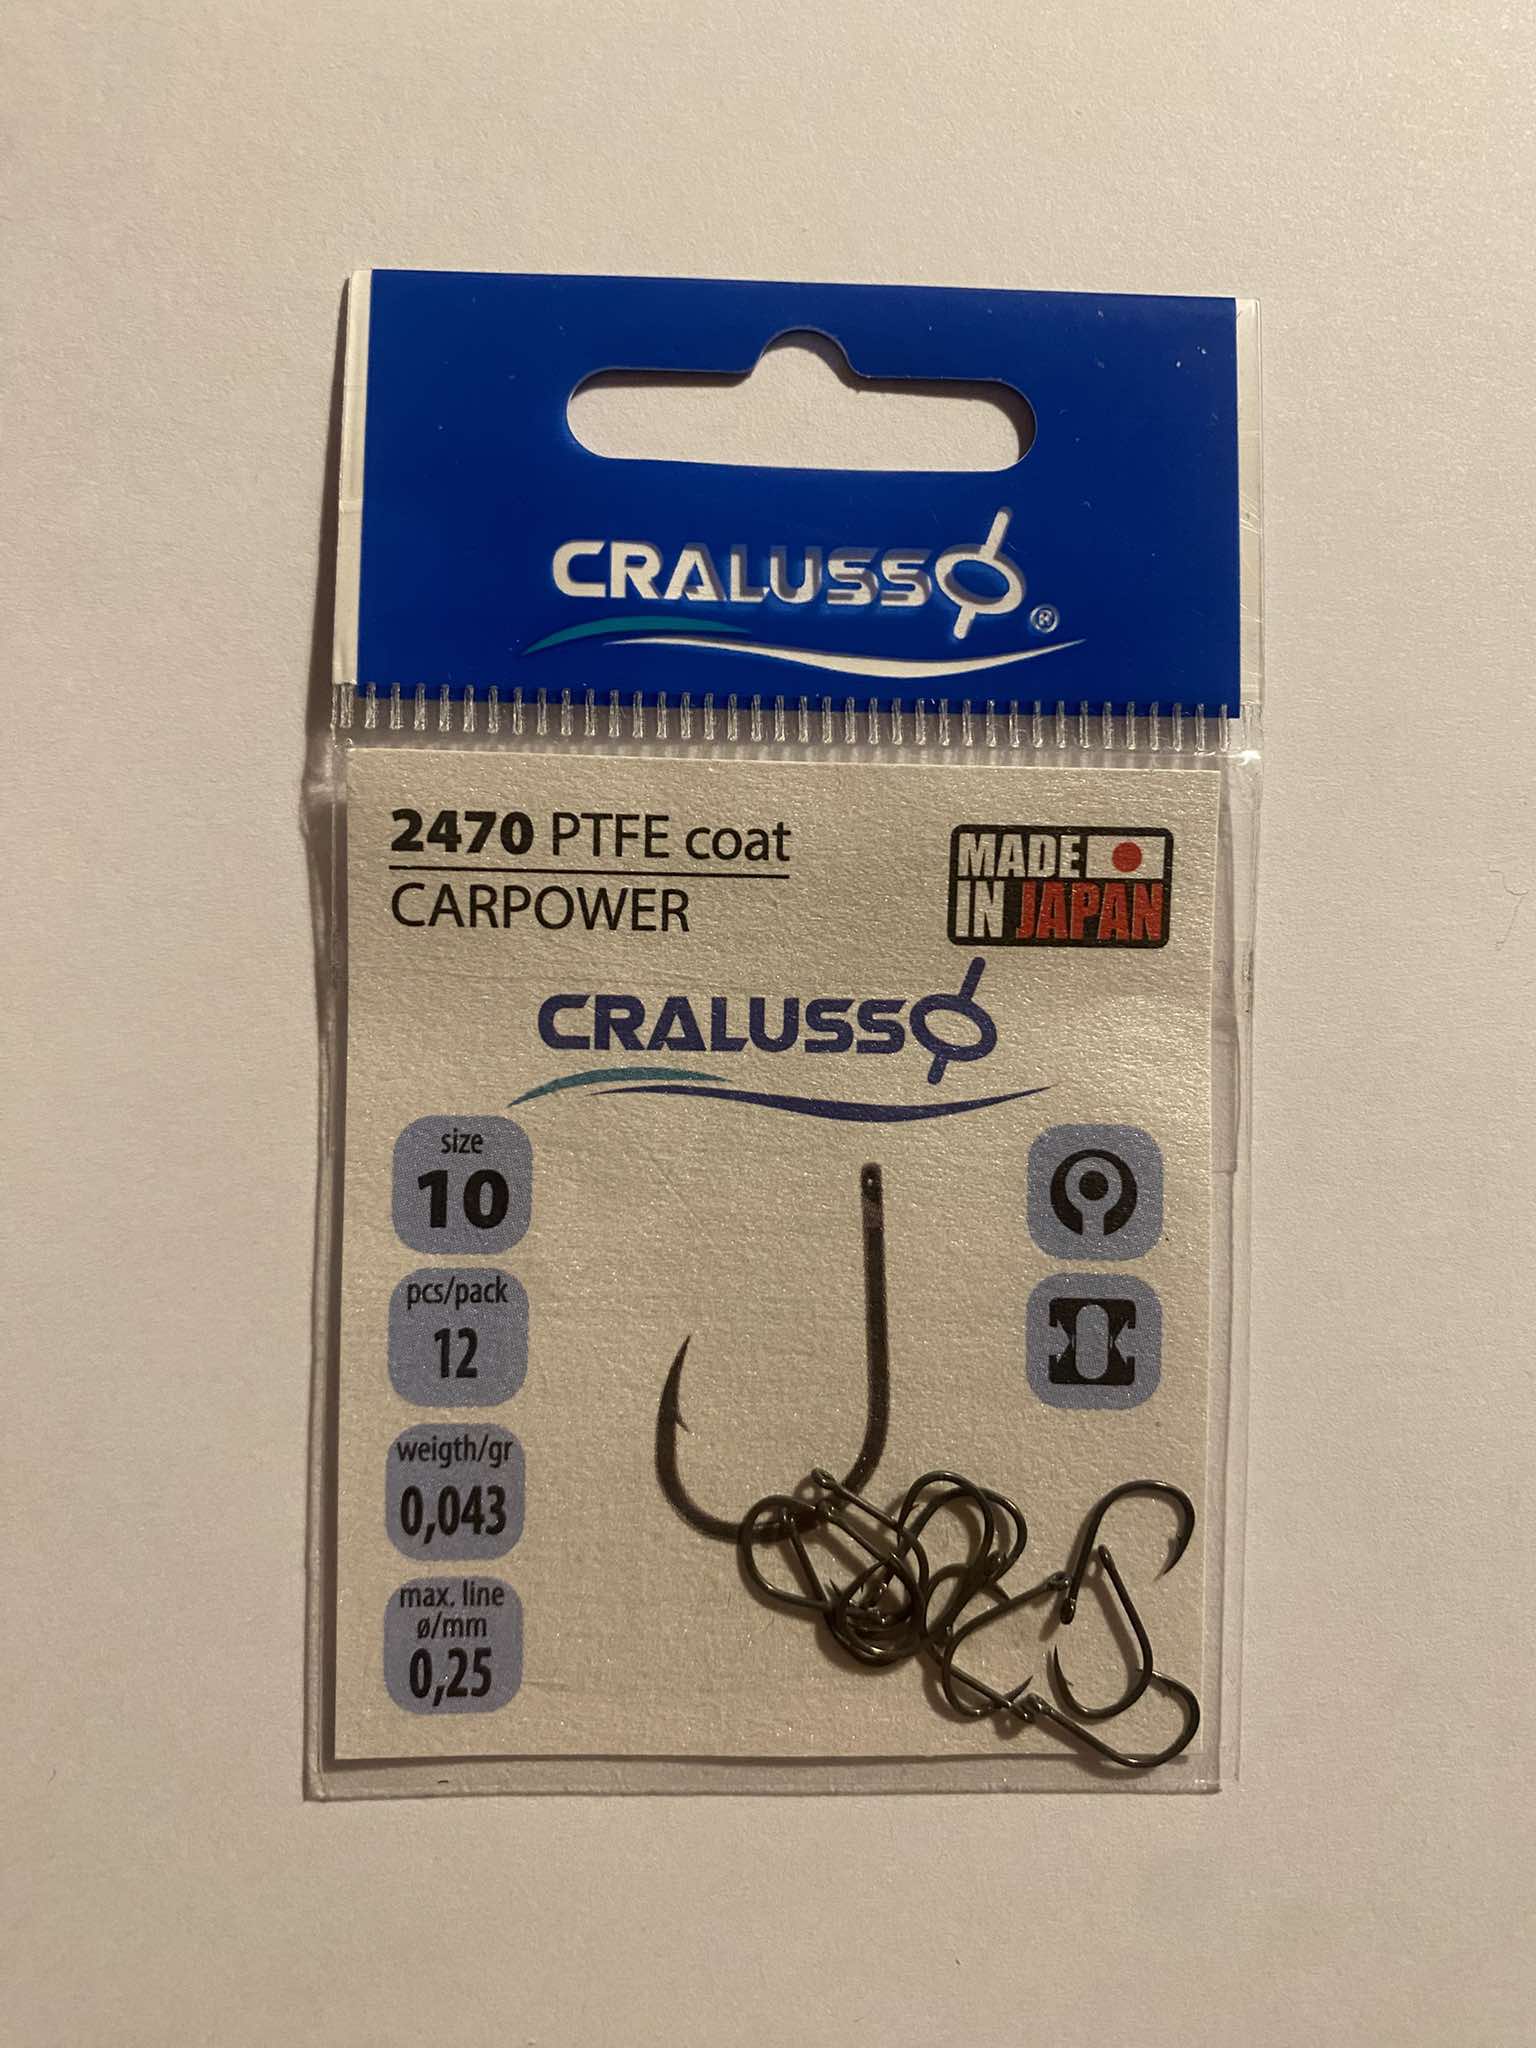 CRALUSSO®
2470 PTFE coat
CARPOWER
MADE
IN JAPAN
CRALUSSO
size
10
pcs/pack
12
weigth/gr
0,043
max. line
ø/mm
0,25